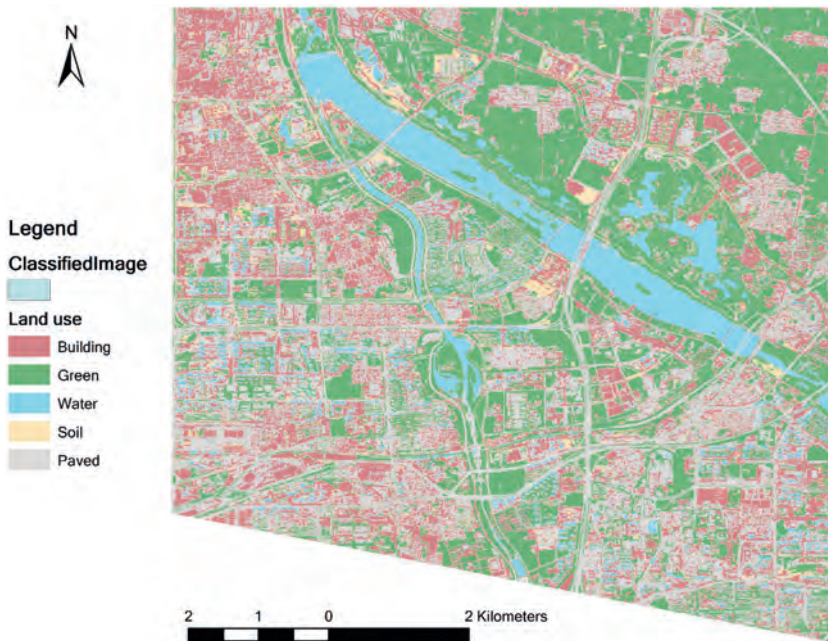 N
Legend
ClassifiedImage
Land use
Building
Green
Water
Soil
Paved
2 1 0 2 Kilometers